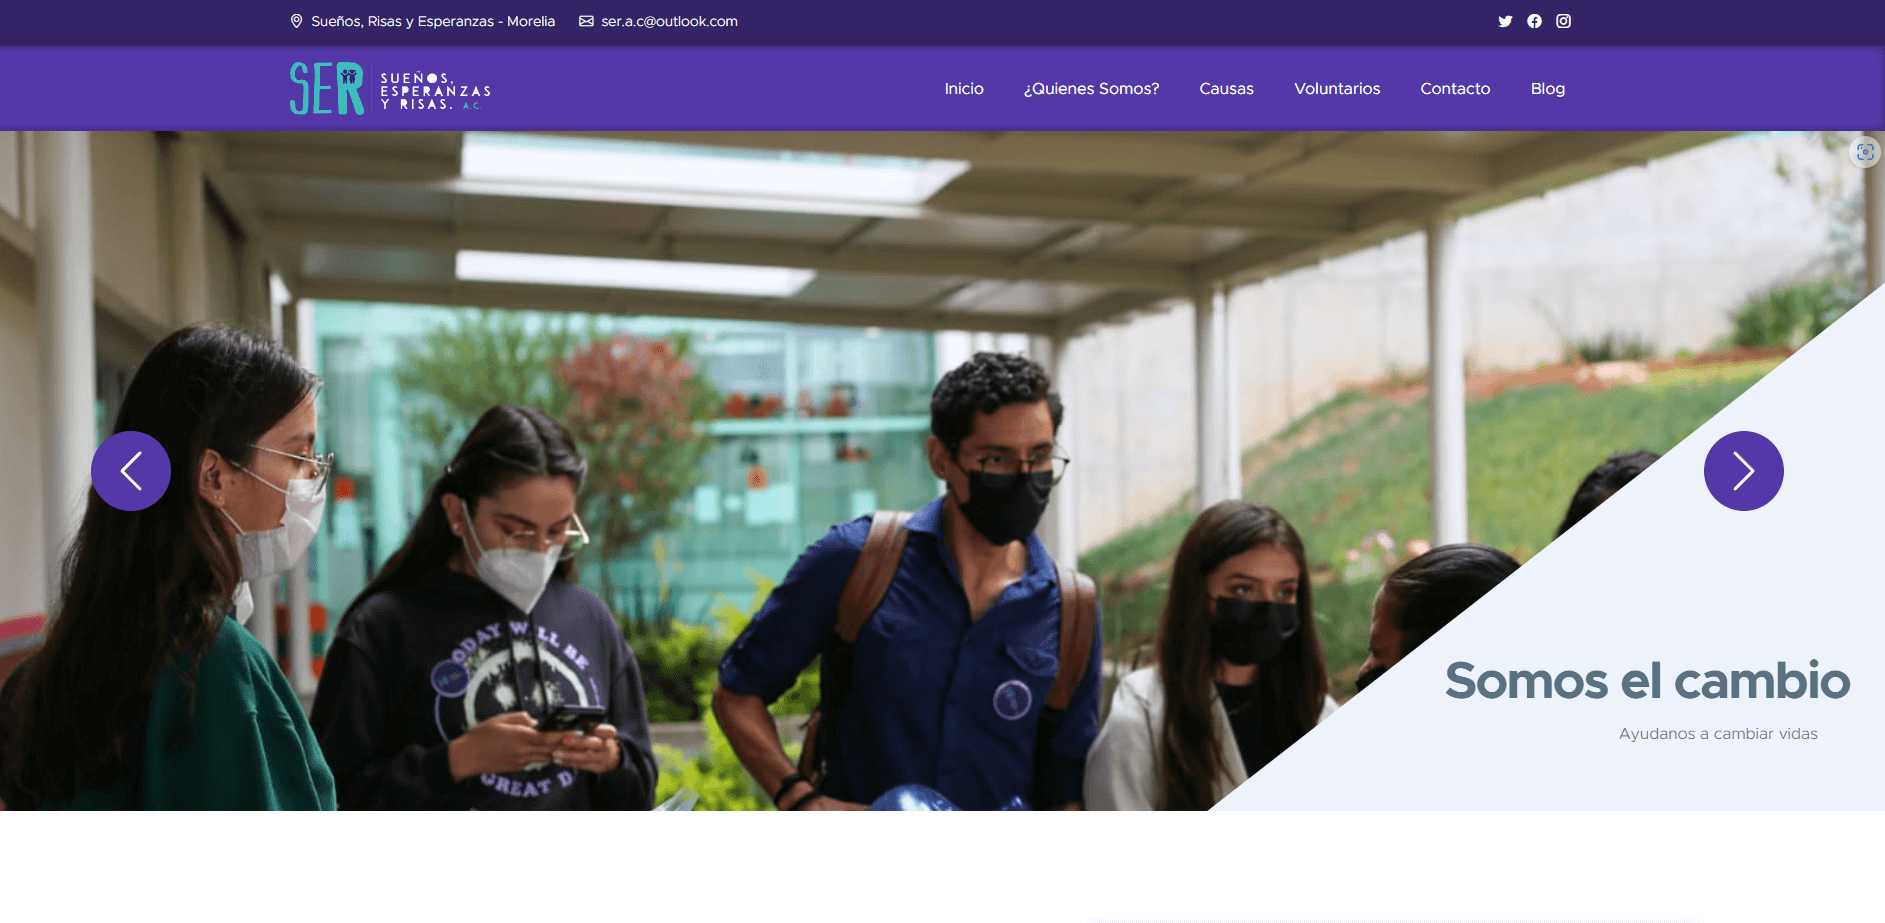 Sueños, Risas y Esperanzas - Morelia
ser.a.c@outlook.com
SER
SUEÑOS,
ESPERANZAS
Y RISAS. A.C.
Inicio
¿Quienes Somos?
Causas
Voluntarios
Contacto
Blog
ODAY WILL BE
GREAT D
Somos el cambio
Ayudanos a cambiar vidas